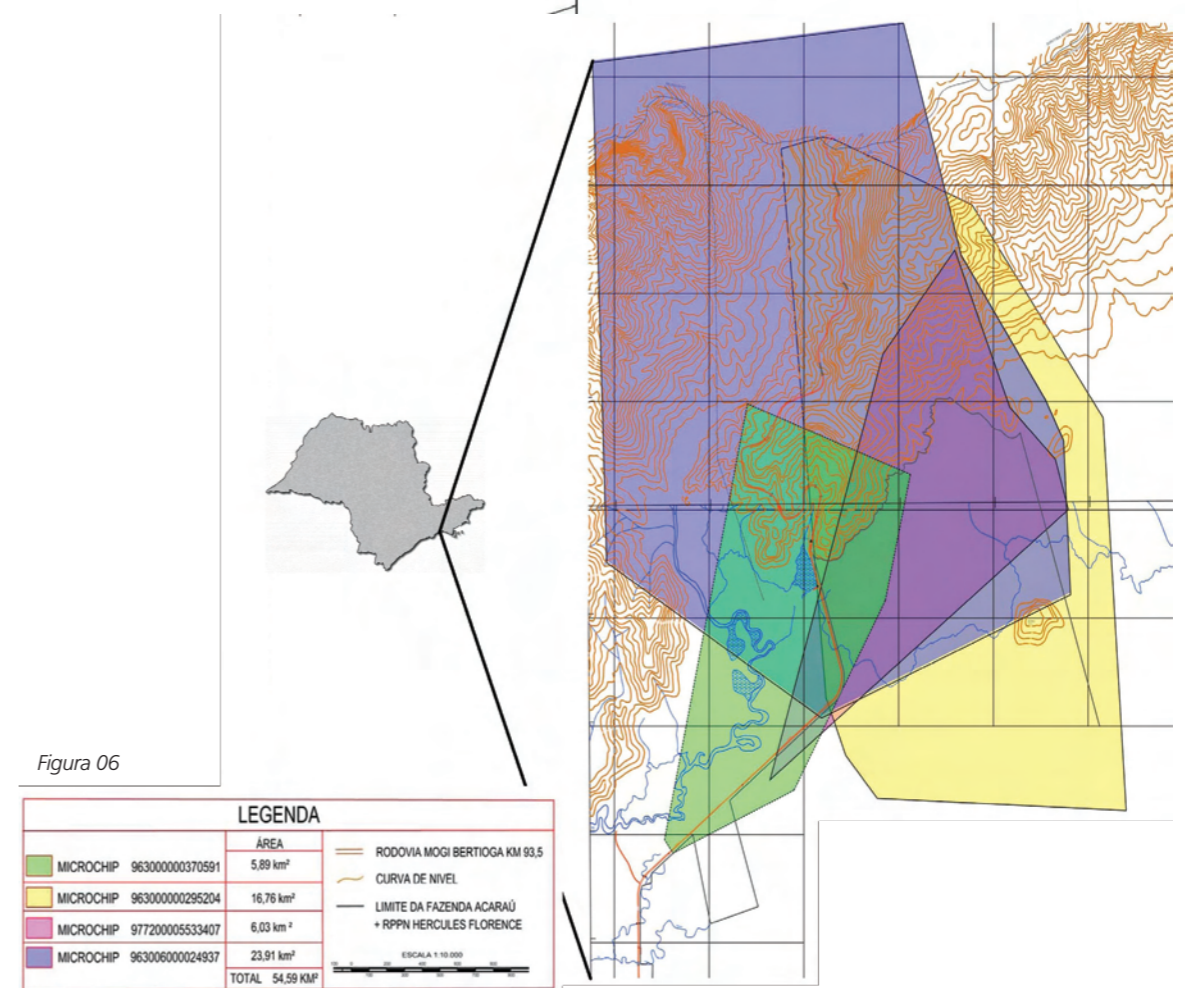 Figura 06
LEGENDA
ÁREA
MICROCHIP 963000000370591 5,89 km²
MICROCHIP 963000000295204 16,76 km²
MICROCHIP 977200005533407 6,03 km ²
MICROCHIP 963006000024937 23,91 km²
TOTAL 54,59 KM²
RODOVIA MOGI BERTIOGA KM 93,5
CURVA DE NIVEL
LIMITE DA FAZENDA ACARAÚ
+ RPPN HERCULES FLORENCE
ESCALA 1:10.000